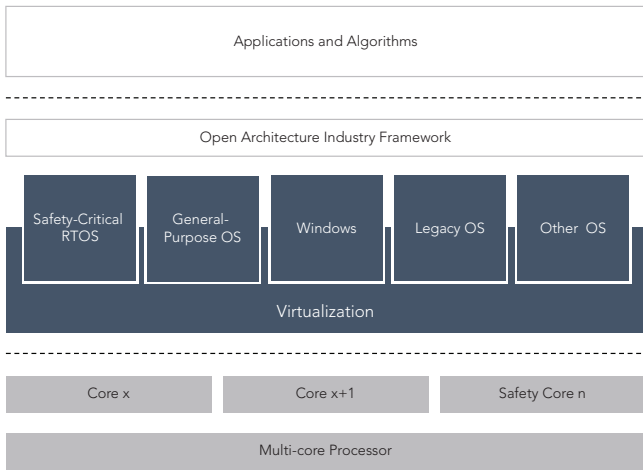 Applications and Algorithms
Open Architecture Industry Framework
Safety-Critical
RTOS
General-
Purpose OS
Windows
Legacy OS
Other OS
Virtualization
Core x
Core x+1
Safety Core n
Multi-core Processor